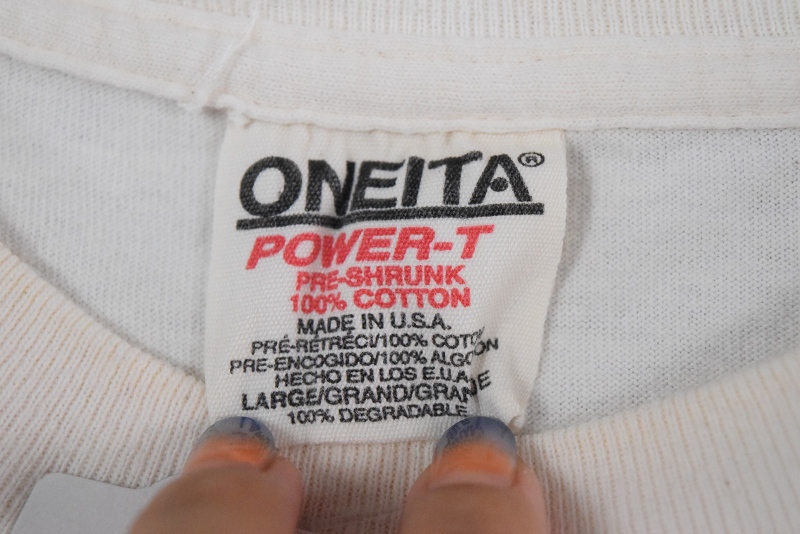 ONEITA®
POWER-T
PRE-SHRUNK
100% COTTON
MADE IN U.S.A.
PRÉ-RÉTRÉCI/100% COTON
PRE-ENCOGIDO/100% ALGODON
HECHO EN LOS E.U.A.
LARGE/GRAND/GRANDE
100% DEGRADABLE